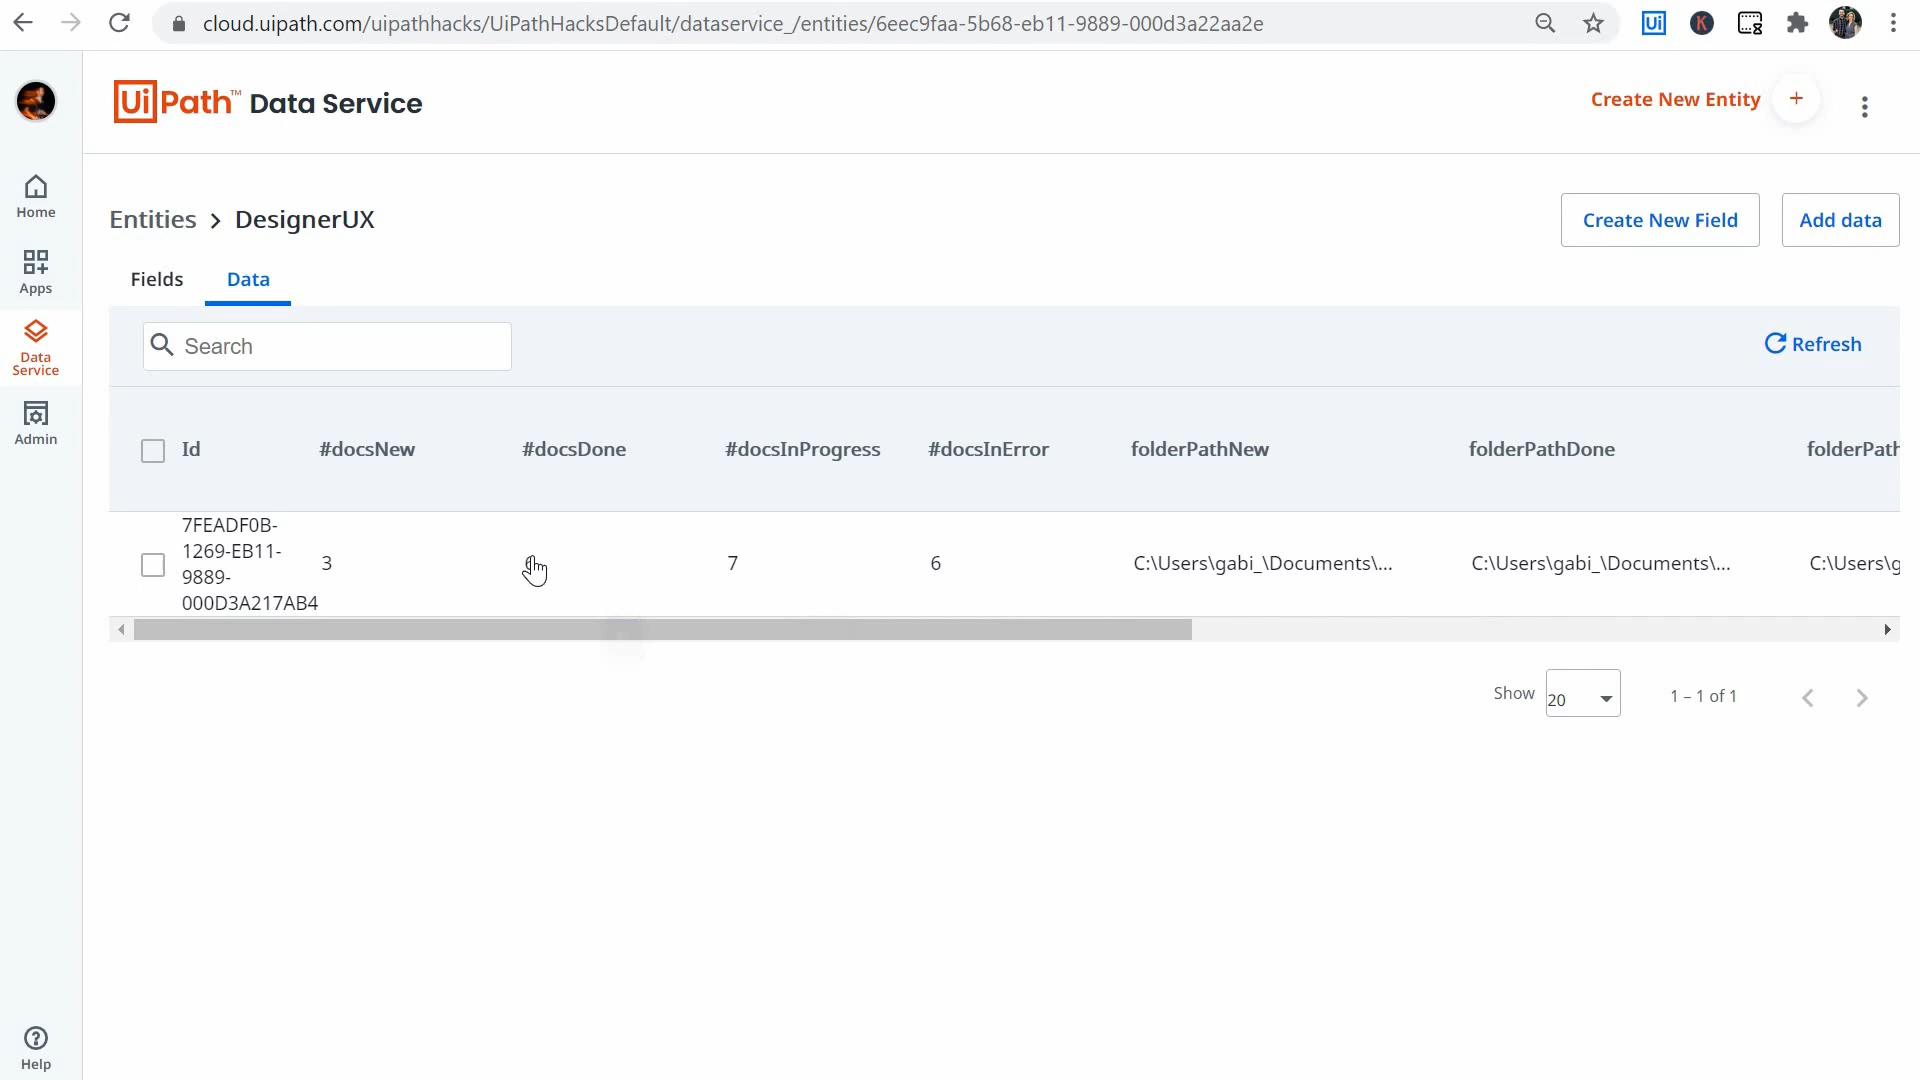 cloud.uipath.com/uipathhacks/UiPathHacksDefault/dataservice_/entities/6eec9faa-5b68-eb11-9889-000d3a22aa2e
Ui
K
UiPath™ Data Service
Create New Entity +
Home
Apps
Data
Service
Admin
Help
Entities > DesignerUX
Create New Field
Add data
Fields
Data
Search
Refresh
Id
#docsNew
#docsDone
#docsInProgress
#docsInError
folderPathNew
folderPathDone
folderPath
7FEADF0B-
1269-EB11-
9889-
000D3A217AB4
3
7
6
C:\Users\gabi_\Documents\...
C:\Users\gabi_\Documents\...
C:\Users\g
Show
20
1 – 1 of 1